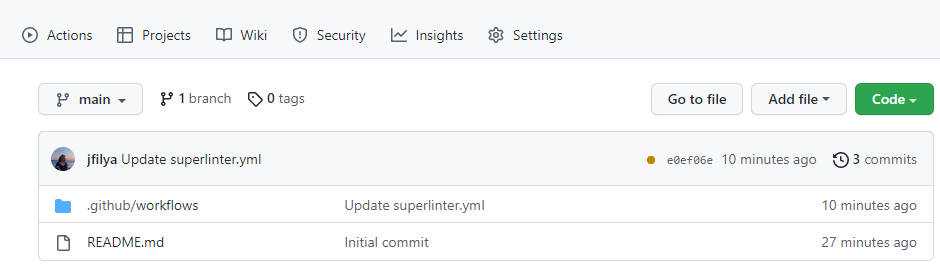 Actions Projects Wiki Security Insights Settings
main 1 branch 0 tags Go to file Add file Code
jfilya Update superlinter.yml e0ef06e 10 minutes ago 3 commits
.github/workflows Update superlinter.yml 10 minutes ago
README.md Initial commit 27 minutes ago